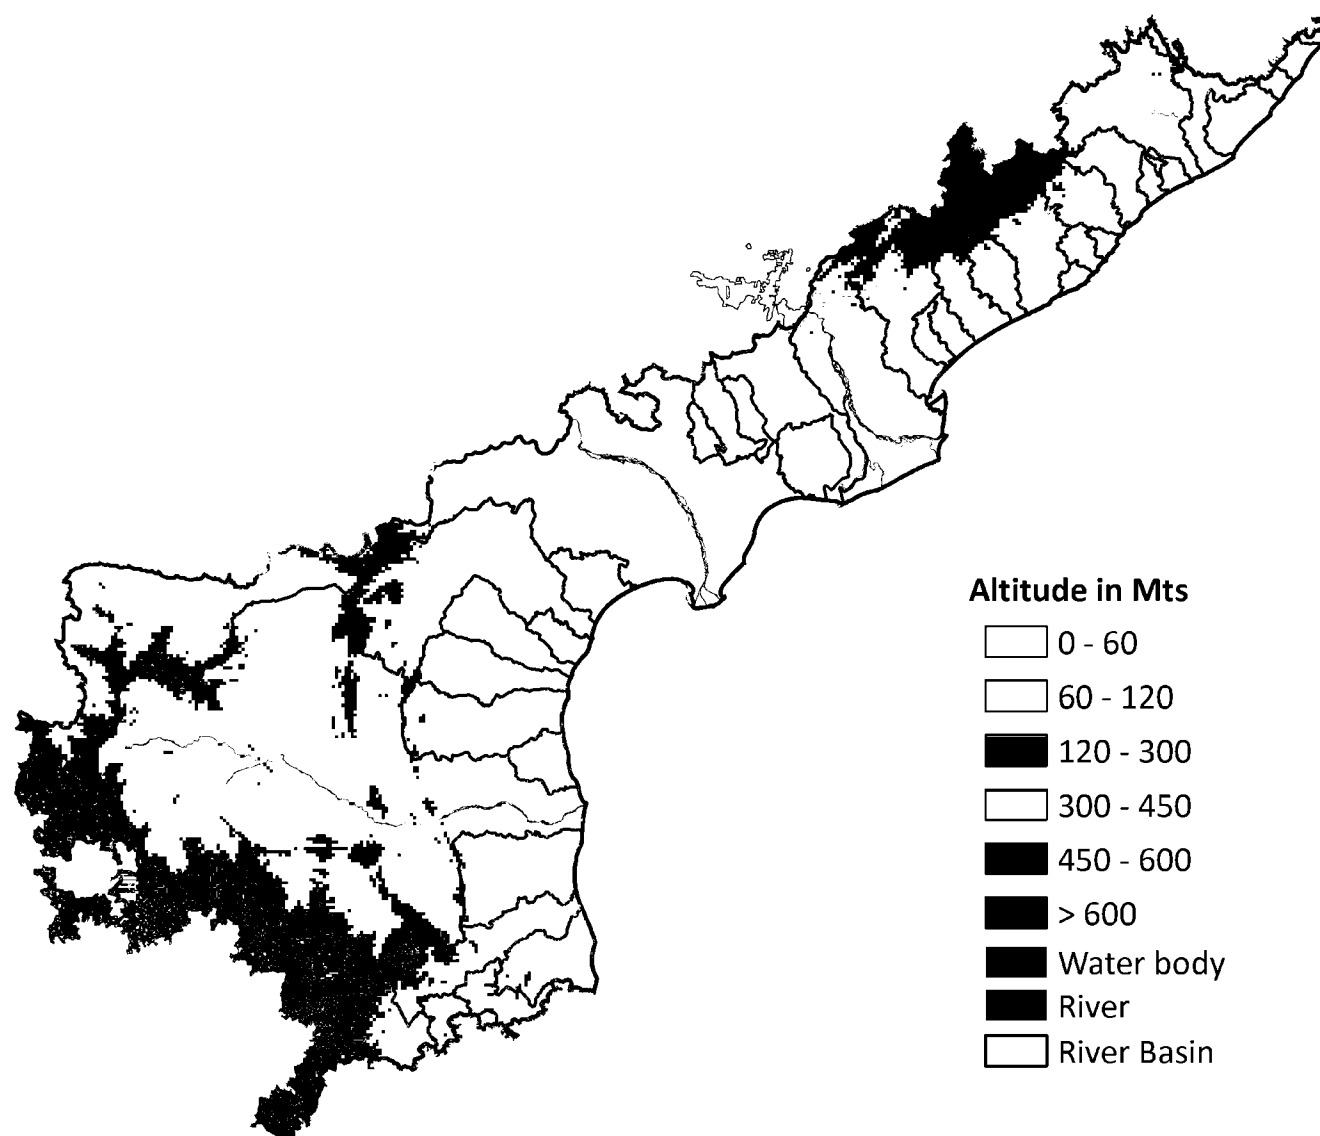 Altitude in Mts
0 - 60
60 - 120
120 - 300
300 - 450
450 - 600
> 600
Water body
River
River Basin